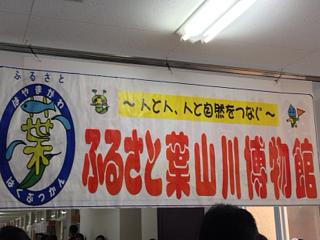 ふるさと
はやまがわ
葉
はくぶつかん
～人と人、人と自然をつなぐ～
ふるさと葉山川博物館